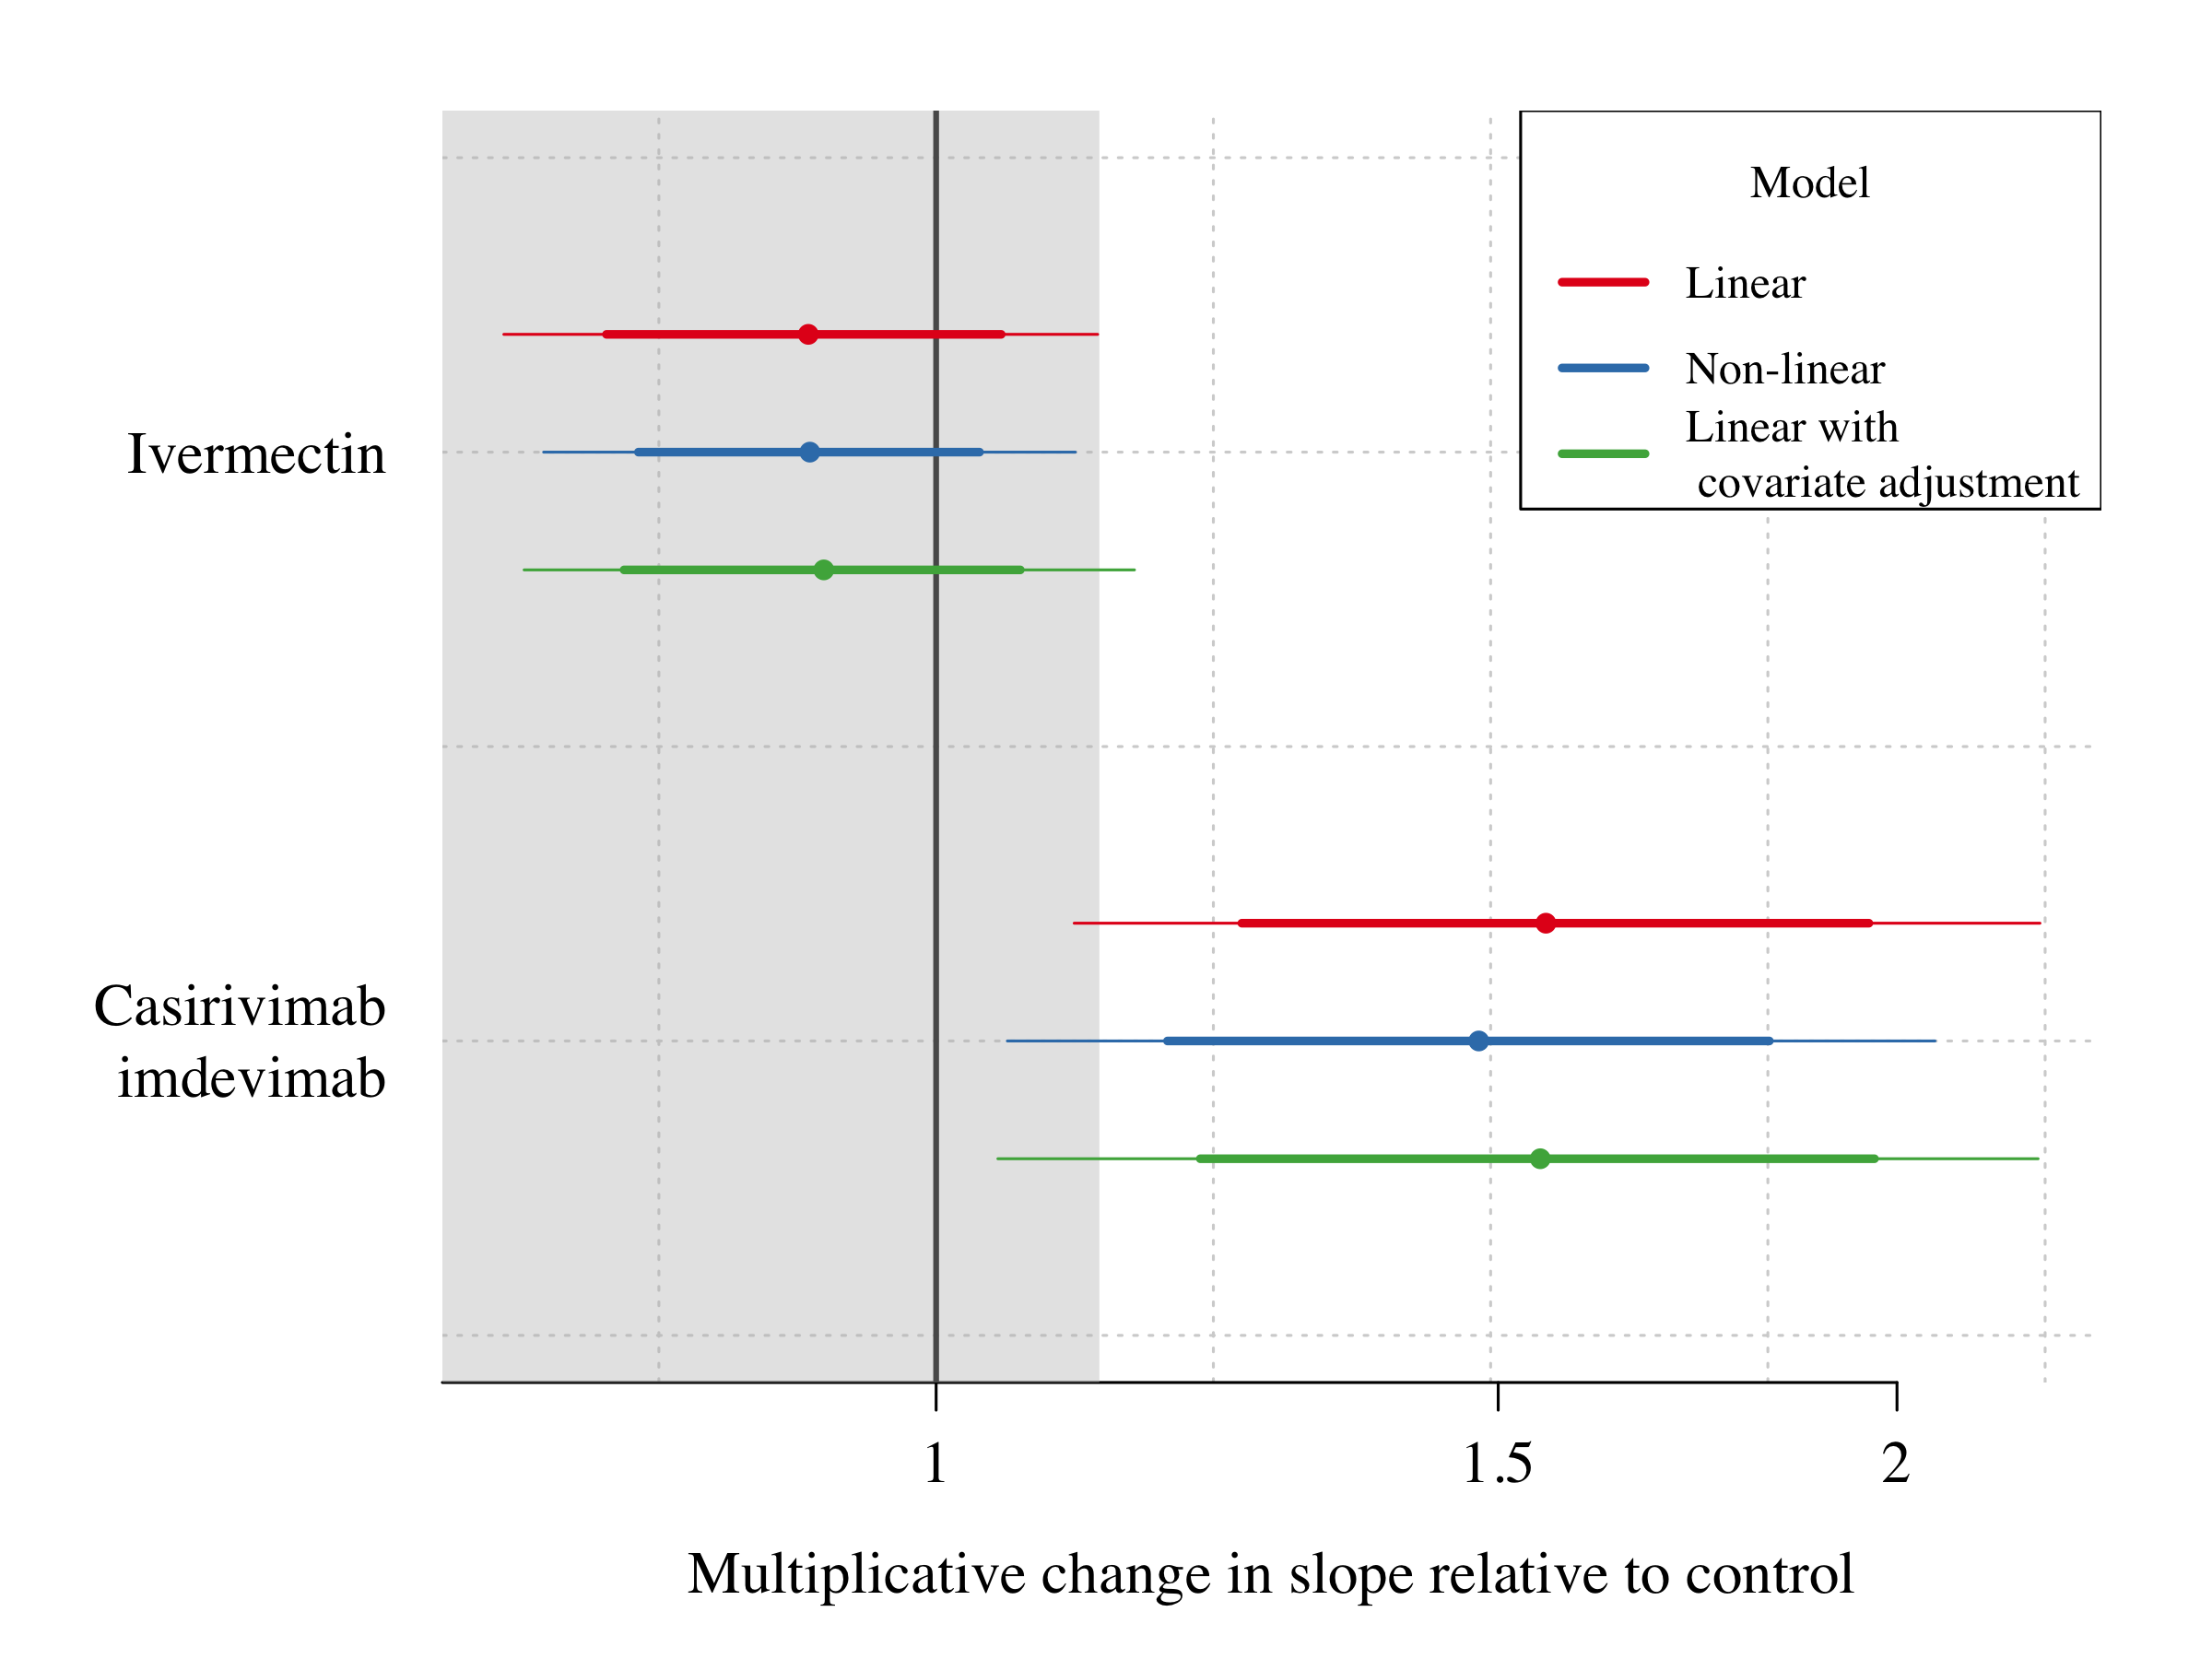 Model
Linear
Non-linear
Linear with
covariate adjustment
Ivermectin
Casirivimab
imdevimab
1
1.5
2
Multiplicative change in slope relative to control